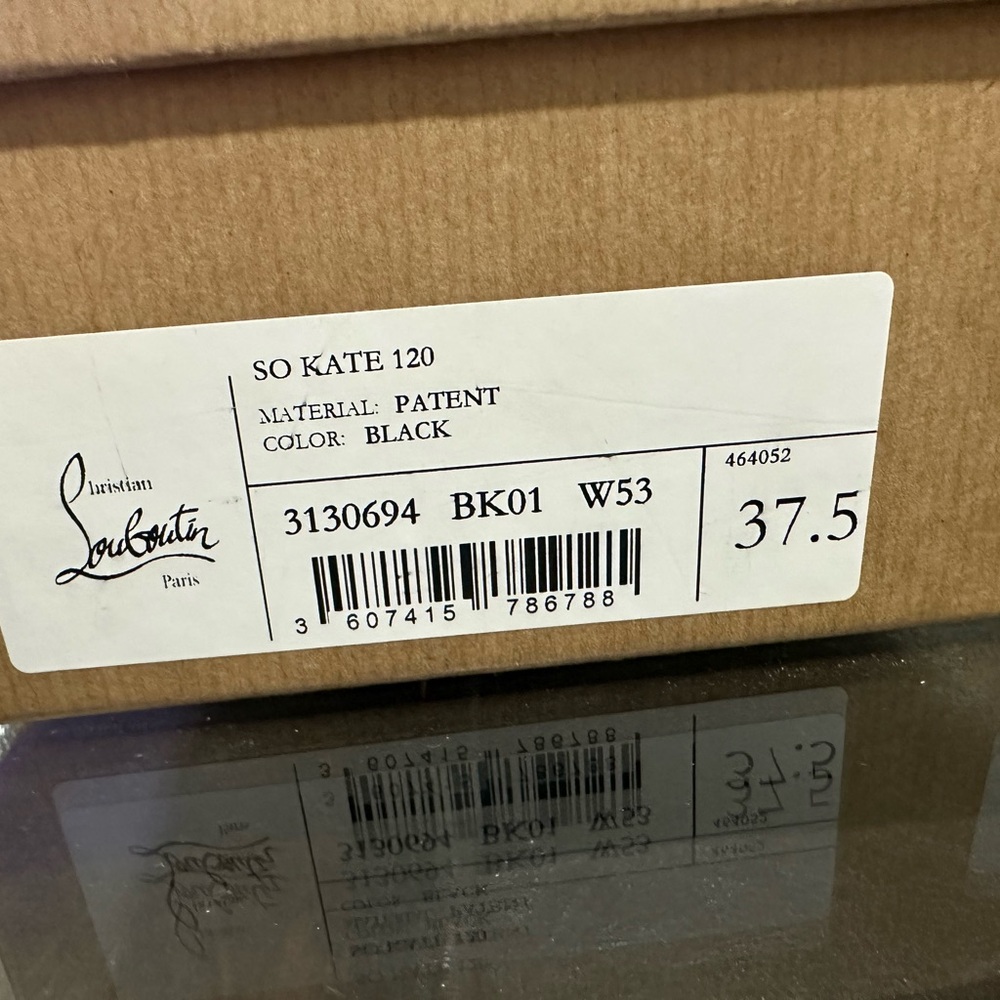 SO KATE 120
MATERIAL: PATENT
COLOR: BLACK
Christian
Louboutin
Paris
3130694 BK01 W53
3 607415 786788
464052
37.5